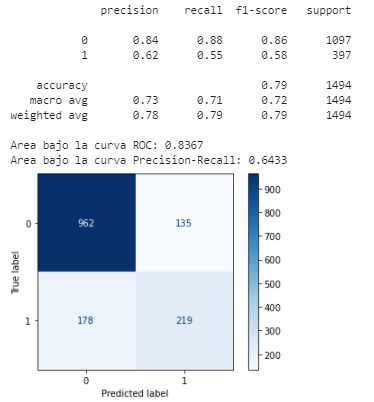 precision recall f1-score support
0 0.84 0.88 0.86 1097
1 0.62 0.55 0.58 397
accuracy 0.79 1494
macro avg 0.73 0.71 0.72 1494
weighted avg 0.78 0.79 0.79 1494
Area bajo la curva ROC: 0.8367
Area bajo la curva Precision-Recall: 0.6433
0 962 135
1 178 219
0 1
True label
Predicted label
900
800
700
600
500
400
300
200